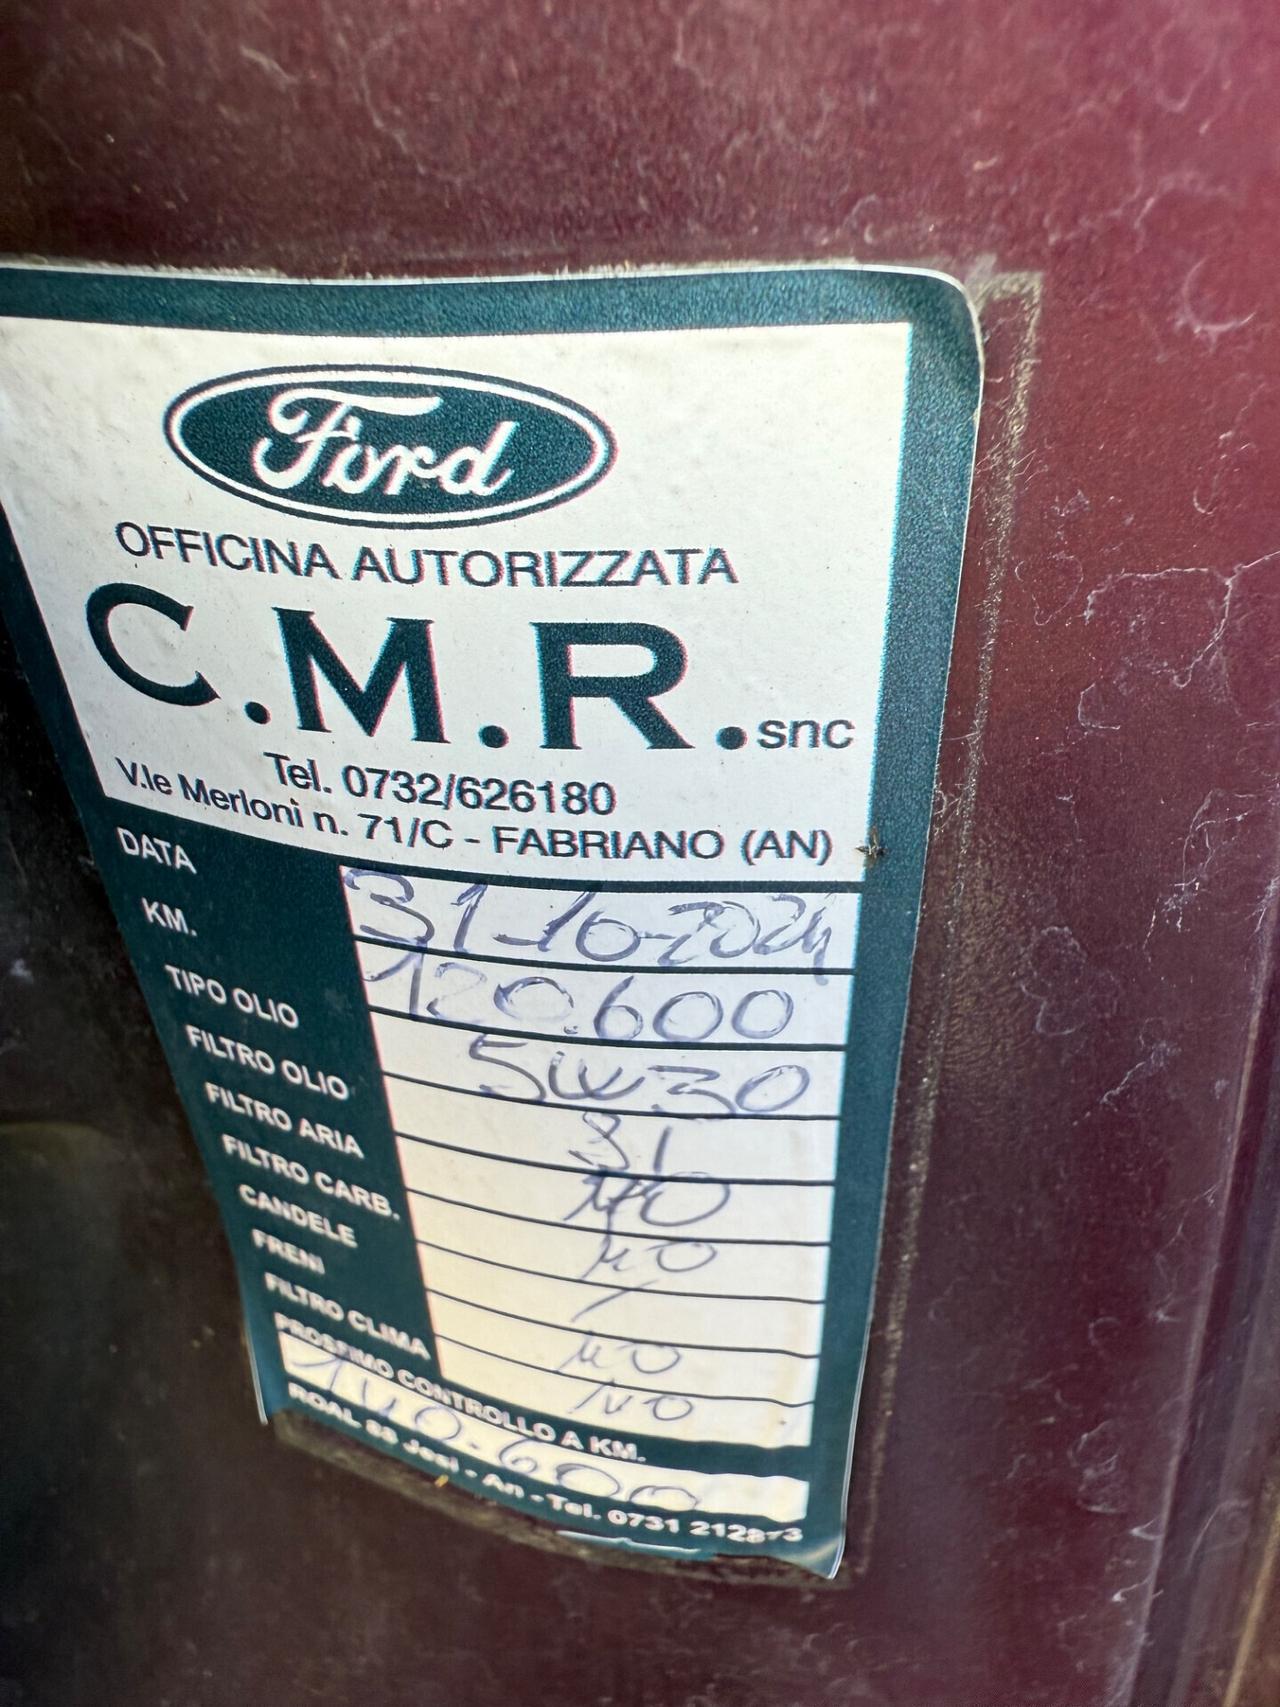 Ford
OFFICINA AUTORIZZATA
C.M.R. snc
Tel. 0732/626180
V.le Merloni n. 71/C - FABRIANO (AN)
DATA 31-10-2024
KM. 120.600
TIPO OLIO 5W30
FILTRO OLIO SI
FILTRO ARIA NO
FILTRO CARB. NO
CANDELE /
FRENI NO
FILTRO CLIMA NO
PROSSIMO CONTROLLO A KM.
140.600
ROAL 88 Jesi - An - Tel. 0731